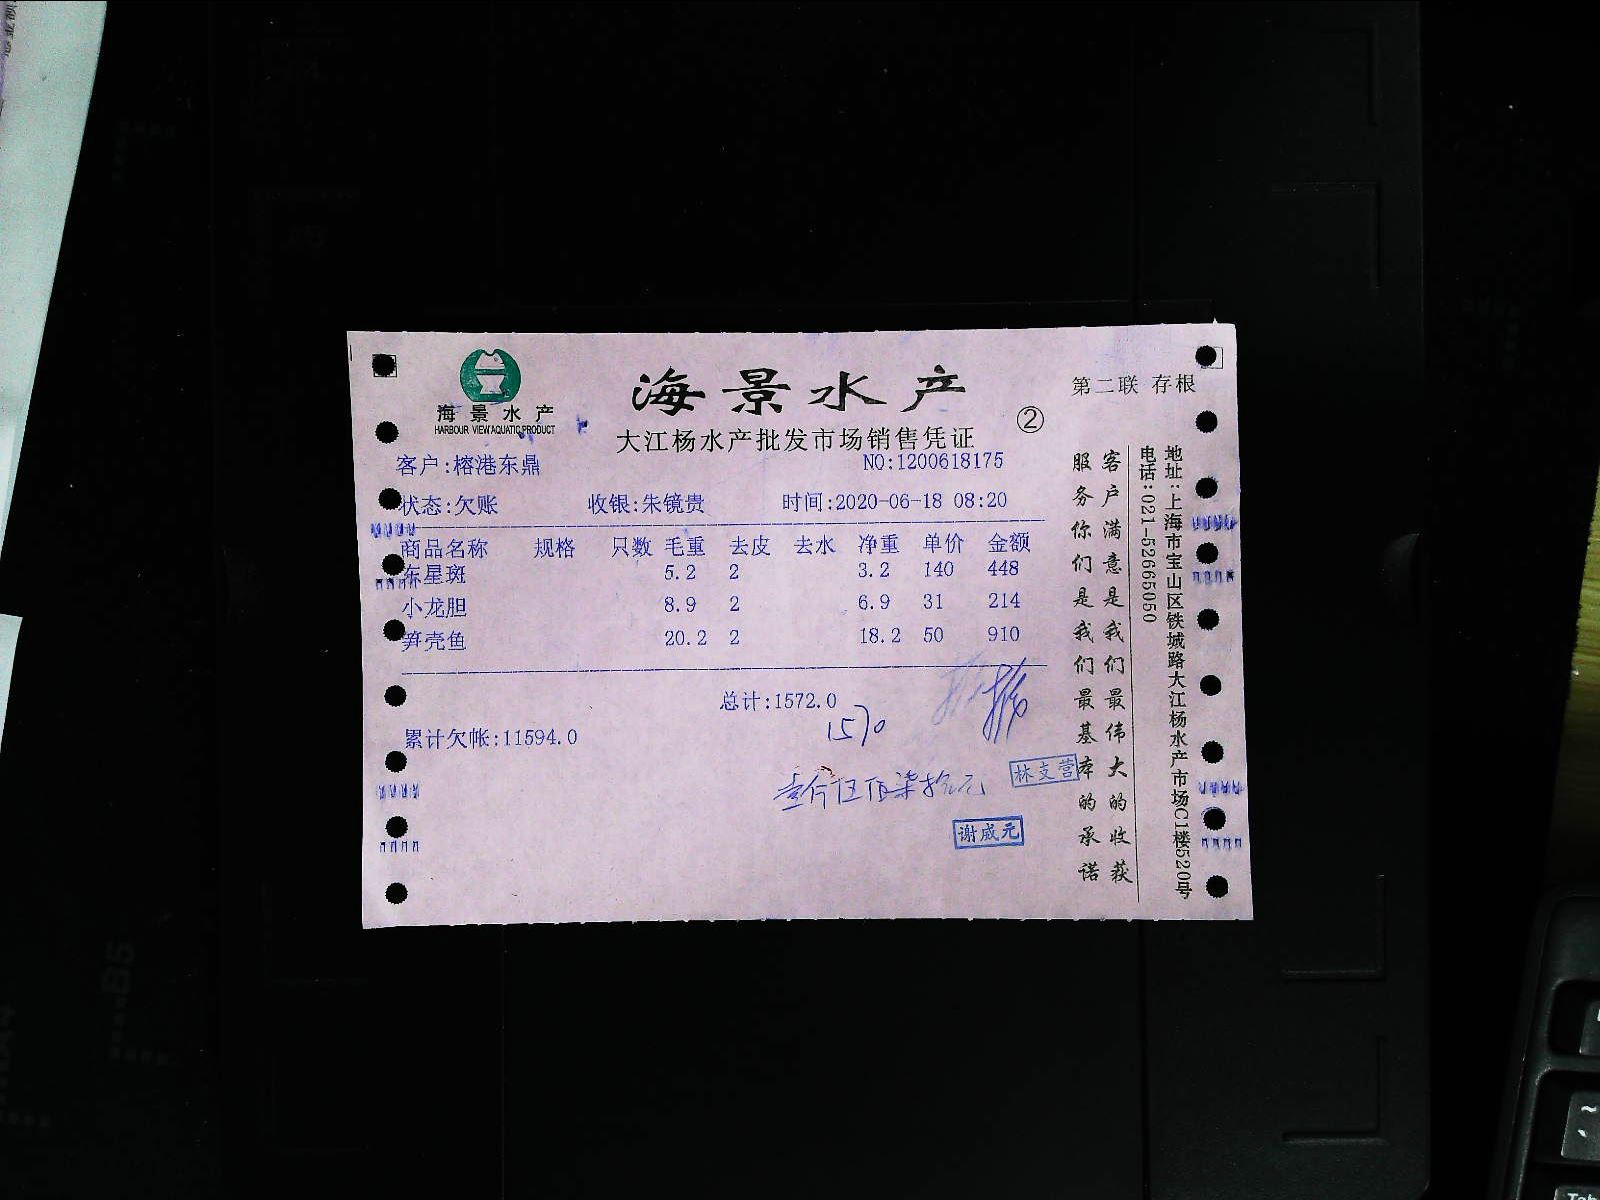 海景水产
HARBOUR VIEW AQUATIC PRODUCT
海景水产
大江杨水产批发市场销售凭证
②
第二联 存根
客户:榕港东鼎
NO:1200618175
状态:欠账 收银:朱镜贵 时间:2020-06-18 08:20
商品名称 规格 只数 毛重 去皮 去水 净重 单价 金额
东星斑 5.2 2 3.2 140 448
小龙胆 8.9 2 6.9 31 214
笋壳鱼 20.2 2 18.2 50 910
总计:1572.0
1570
累计欠帐:11594.0
壹仟伍佰柒拾元
林支营
谢成元
客户满意是我们最伟大的收获
服务你们是我们最基本的承诺
地址:上海市宝山区铁城路大江杨水产市场C1楼520号
电话:021-52665050